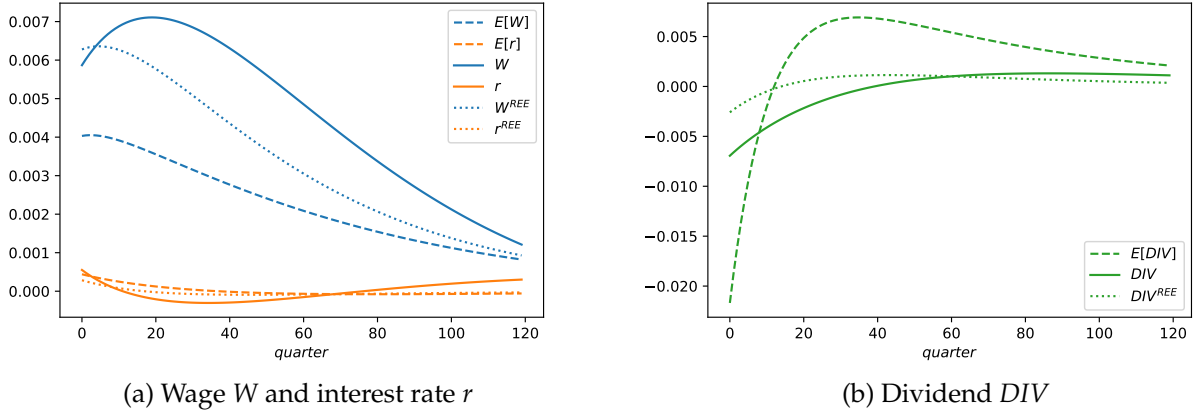 0.007
0.006
0.005
0.004
0.003
0.002
0.001
0.000
0 20 40 60 80 100 120
quarter
E[W]
E[r]
W
r
W^{REE}
r^{REE}
(a) Wage W and interest rate r
0.005
0.000
−0.005
−0.010
−0.015
−0.020
0 20 40 60 80 100 120
quarter
E[DIV]
DIV
DIV^{REE}
(b) Dividend DIV